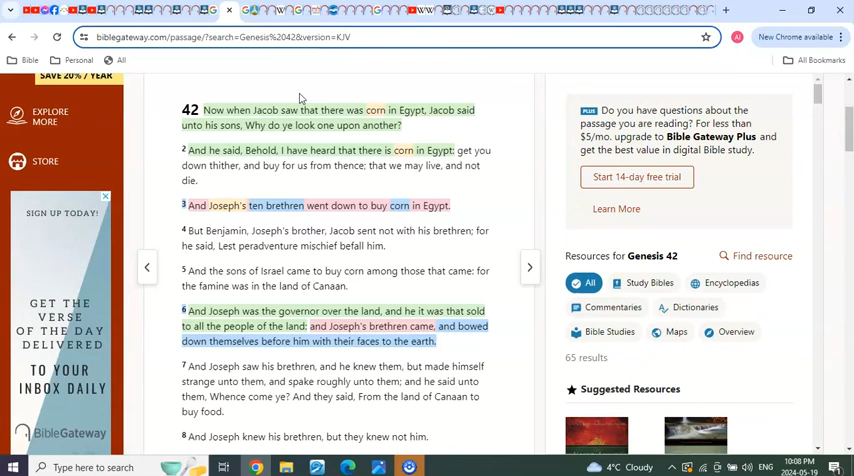 biblegateway.com/passage/?search=Genesis%2042&version=KJV
New Chrome available
Bible
Personal
All
All Bookmarks
SAVE 20% / YEAR
EXPLORE
MORE
STORE
SIGN UP TODAY!
GET THE
VERSE
OF THE DAY
DELIVERED
TO YOUR
INBOX DAILY
BibleGateway
42 Now when Jacob saw that there was corn in Egypt, Jacob said
unto his sons, Why do ye look one upon another?
2 And he said, Behold, I have heard that there is corn in Egypt: get you
down thither, and buy for us from thence; that we may live, and not
die.
3 And Joseph's ten brethren went down to buy corn in Egypt.
4 But Benjamin, Joseph's brother, Jacob sent not with his brethren; for
he said, Lest peradventure mischief befall him.
5 And the sons of Israel came to buy corn among those that came: for
the famine was in the land of Canaan.
6 And Joseph was the governor over the land, and he it was that sold
to all the people of the land: and Joseph's brethren came, and bowed
down themselves before him with their faces to the earth.
7 And Joseph saw his brethren, and he knew them, but made himself
strange unto them, and spake roughly unto them; and he said unto
them, Whence come ye? And they said, From the land of Canaan to
buy food.
8 And Joseph knew his brethren, but they knew not him.
PLUS Do you have questions about the
passage you are reading? For less than
$5/mo. upgrade to Bible Gateway Plus and
get the best value in digital Bible study.
Start 14-day free trial
Learn More
Resources for Genesis 42
Find resource
All
Study Bibles
Encyclopedias
Commentaries
Dictionaries
Bible Studies
Maps
Overview
65 results
Suggested Resources
Type here to search
4°C Cloudy
ENG
10:08 PM
2024-05-19